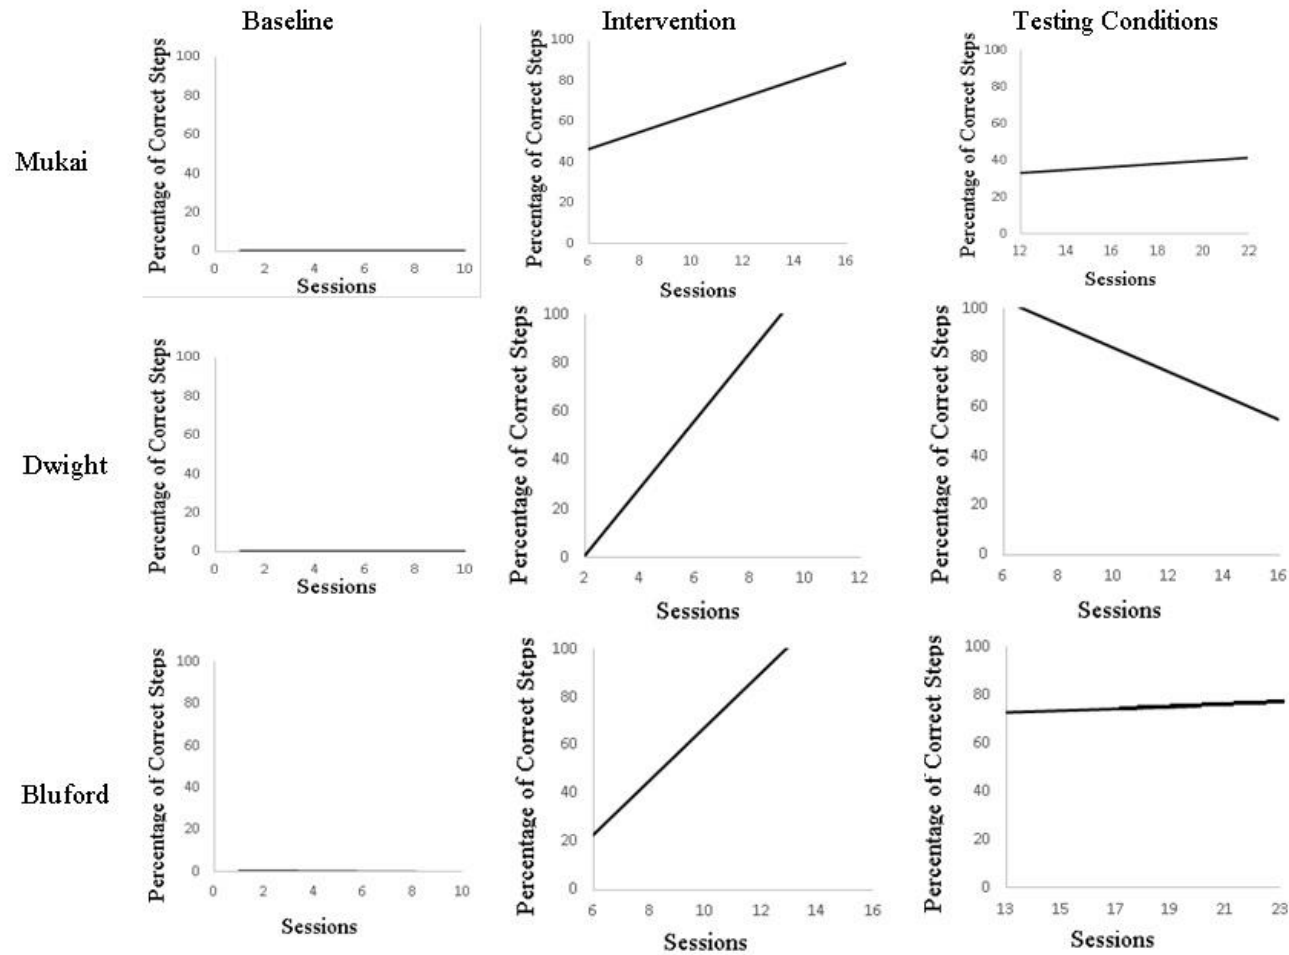 Baseline Intervention Testing Conditions
Mukai
Percentage of Correct Steps
100
80
60
40
20
0
0 2 4 6 8 10
Sessions
Percentage of Correct Steps
100
80
60
40
20
0
6 8 10 12 14 16
Sessions
Percentage of Correct Steps
100
80
60
40
20
0
12 14 16 18 20 22
Sessions
Dwight
Percentage of Correct Steps
100
80
60
40
20
0
0 2 4 6 8 10
Sessions
Percentage of Correct Steps
100
80
60
40
20
0
2 4 6 8 10 12
Sessions
Percentage of Correct Steps
100
80
60
40
20
0
6 8 10 12 14 16
Sessions
Bluford
Percentage of Correct Steps
100
80
60
40
20
0
0 2 4 6 8 10
Sessions
Percentage of Correct Steps
100
80
60
40
20
0
6 8 10 12 14 16
Sessions
Percentage of Correct Steps
100
80
60
40
20
0
13 15 17 19 21 23
Sessions